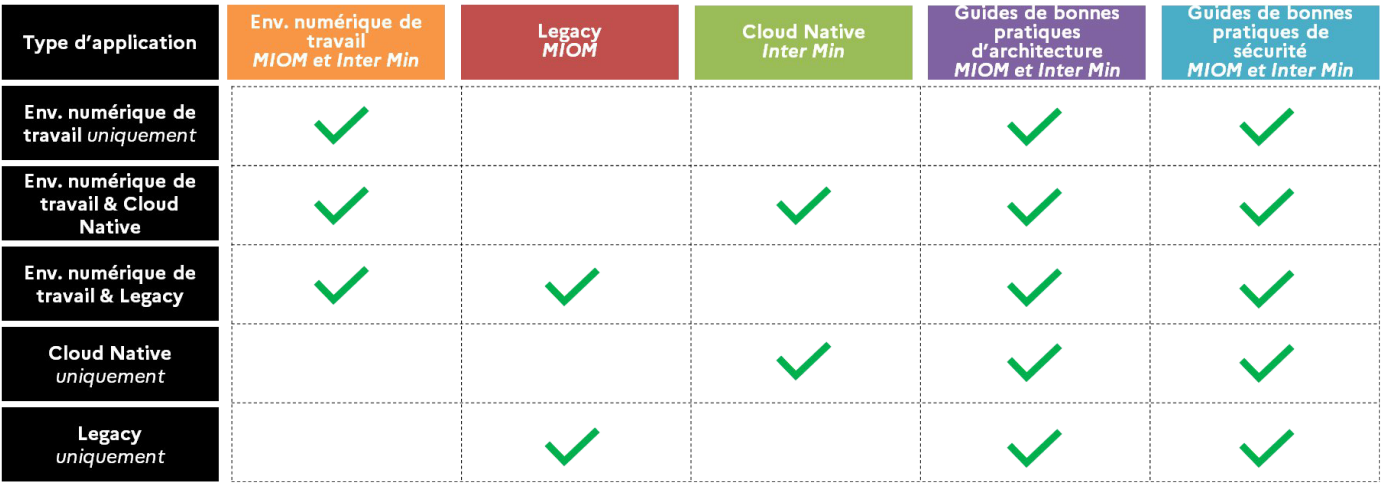 Type d’application
Env. numérique de
travail
MIOM et Inter Min
Legacy
MIOM
Cloud Native
Inter Min
Guides de bonnes
pratiques
d’architecture
MIOM et Inter Min
Guides de bonnes
pratiques de
sécurité
MIOM et Inter Min
Env. numérique de
travail uniquement
Env. numérique de
travail & Cloud
Native
Env. numérique de
travail & Legacy
Cloud Native
uniquement
Legacy
uniquement